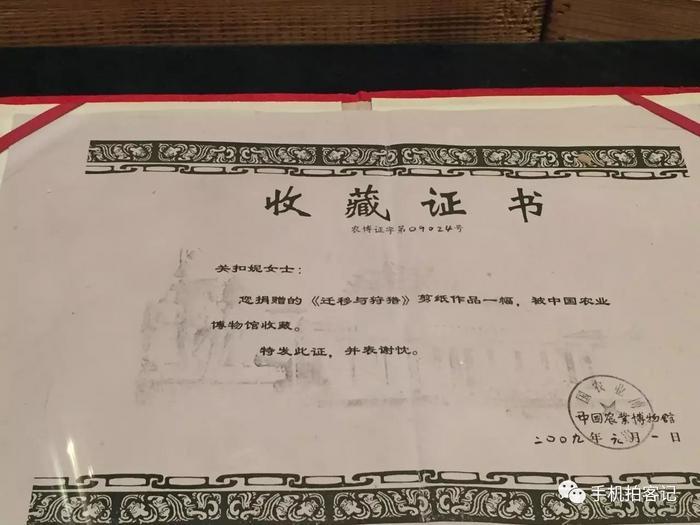 收藏证书
农博证字第09024号
关扣妮女士：
您捐赠的《迁移与狩猎》剪纸作品一幅，被中国农业
博物馆收藏。
特发此证，并表谢忱。
中国农业博物馆
二00九年元月一日
手机拍客记